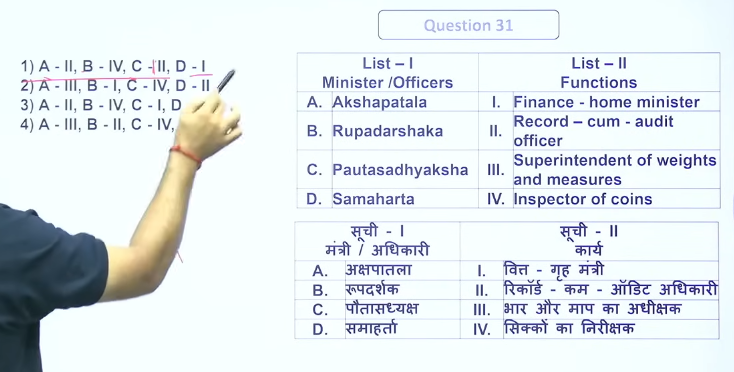 Question 31
1) A - II, B - IV, C - III, D - I
2) A - III, B - I, C - IV, D - II
3) A - II, B - IV, C - I, D
4) A - III, B - II, C - IV,
List – I
Minister /Officers
List – II
Functions
A. Akshapatala
I. Finance - home minister
B. Rupadarshaka
II. Record – cum - audit
officer
C. Pautasadhyaksha
III. Superintendent of weights
and measures
D. Samaharta
IV. Inspector of coins
सूची - I
मंत्री / अधिकारी
सूची - II
कार्य
A. अक्षपातला
I. वित्त - गृह मंत्री
B. रूपदर्शक
II. रिकॉर्ड - कम - ऑडिट अधिकारी
C. पौतासध्यक्ष
III. भार और माप का अधीक्षक
D. समाहर्ता
IV. सिक्कों का निरीक्षक